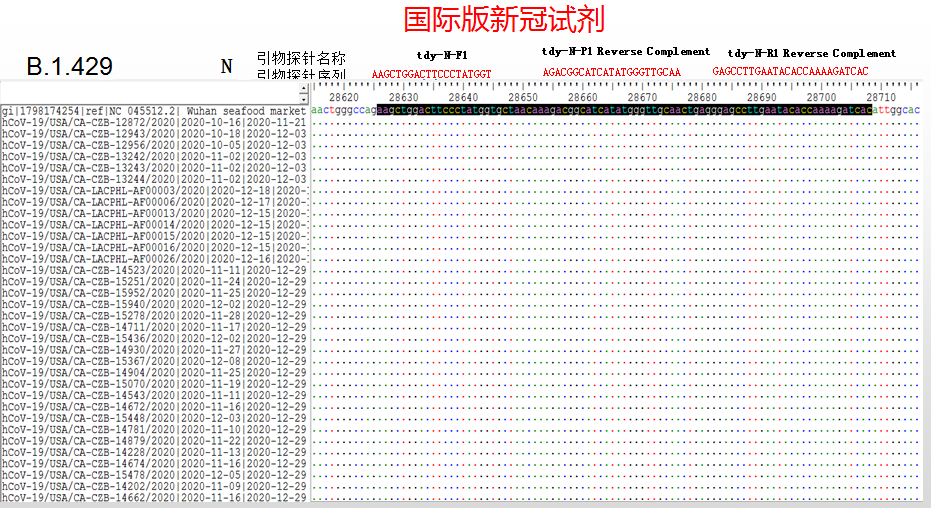 国际版新冠试剂
B.1.429
N
引物探针名称
tdy-N-F1
tdy-N-P1 Reverse Complement
tdy-N-R1 Reverse Complement
引物探针序列
AAGCTGGACTTCCCTATGGT
AGACGGCATCATATGGGTTGCAA
GAGCCTTGAATACACCAAAAGATCAC
28620 28630 28640 28650 28660 28670 28680 28690 28700 28710
gi|1798174254|ref|NC 045512.2| Wuhan seafood market
aactgggccagaagctggacttccctatggtgctaacaaagacggcatcatatgggttgcaactgagggagccttgaatacaccaaaagatcacattggcac
hCoV-19/USA/CA-CZB-12872/2020|2020-10-16|2020-11-21
hCoV-19/USA/CA-CZB-12943/2020|2020-10-18|2020-12-03
hCoV-19/USA/CA-CZB-12956/2020|2020-10-05|2020-12-03
hCoV-19/USA/CA-CZB-13242/2020|2020-11-02|2020-12-03
hCoV-19/USA/CA-CZB-13243/2020|2020-11-02|2020-12-03
hCoV-19/USA/CA-CZB-13244/2020|2020-11-02|2020-12-03
hCoV-19/USA/CA-LACPHL-AF00003/2020|2020-12-18|2020-
hCoV-19/USA/CA-LACPHL-AF00006/2020|2020-12-17|2020-
hCoV-19/USA/CA-LACPHL-AF00013/2020|2020-12-15|2020-
hCoV-19/USA/CA-LACPHL-AF00014/2020|2020-12-15|2020-
hCoV-19/USA/CA-LACPHL-AF00015/2020|2020-12-15|2020-
hCoV-19/USA/CA-LACPHL-AF00016/2020|2020-12-15|2020-
hCoV-19/USA/CA-LACPHL-AF00026/2020|2020-12-16|2020-
hCoV-19/USA/CA-CZB-14523/2020|2020-11-11|2020-12-29
hCoV-19/USA/CA-CZB-15251/2020|2020-11-24|2020-12-29
hCoV-19/USA/CA-CZB-15952/2020|2020-11-25|2020-12-29
hCoV-19/USA/CA-CZB-15940/2020|2020-12-02|2020-12-29
hCoV-19/USA/CA-CZB-15278/2020|2020-11-28|2020-12-29
hCoV-19/USA/CA-CZB-14711/2020|2020-11-17|2020-12-29
hCoV-19/USA/CA-CZB-15436/2020|2020-12-02|2020-12-29
hCoV-19/USA/CA-CZB-14930/2020|2020-11-27|2020-12-29
hCoV-19/USA/CA-CZB-15367/2020|2020-12-08|2020-12-29
hCoV-19/USA/CA-CZB-14904/2020|2020-11-25|2020-12-29
hCoV-19/USA/CA-CZB-15070/2020|2020-11-19|2020-12-29
hCoV-19/USA/CA-CZB-14543/2020|2020-11-11|2020-12-29
hCoV-19/USA/CA-CZB-14672/2020|2020-11-16|2020-12-29
hCoV-19/USA/CA-CZB-15448/2020|2020-12-03|2020-12-29
hCoV-19/USA/CA-CZB-14781/2020|2020-11-10|2020-12-29
hCoV-19/USA/CA-CZB-14879/2020|2020-11-22|2020-12-29
hCoV-19/USA/CA-CZB-14228/2020|2020-11-13|2020-12-29
hCoV-19/USA/CA-CZB-14674/2020|2020-11-16|2020-12-29
hCoV-19/USA/CA-CZB-15478/2020|2020-12-05|2020-12-29
hCoV-19/USA/CA-CZB-14202/2020|2020-11-09|2020-12-29
hCoV-19/USA/CA-CZB-14662/2020|2020-11-16|2020-12-29